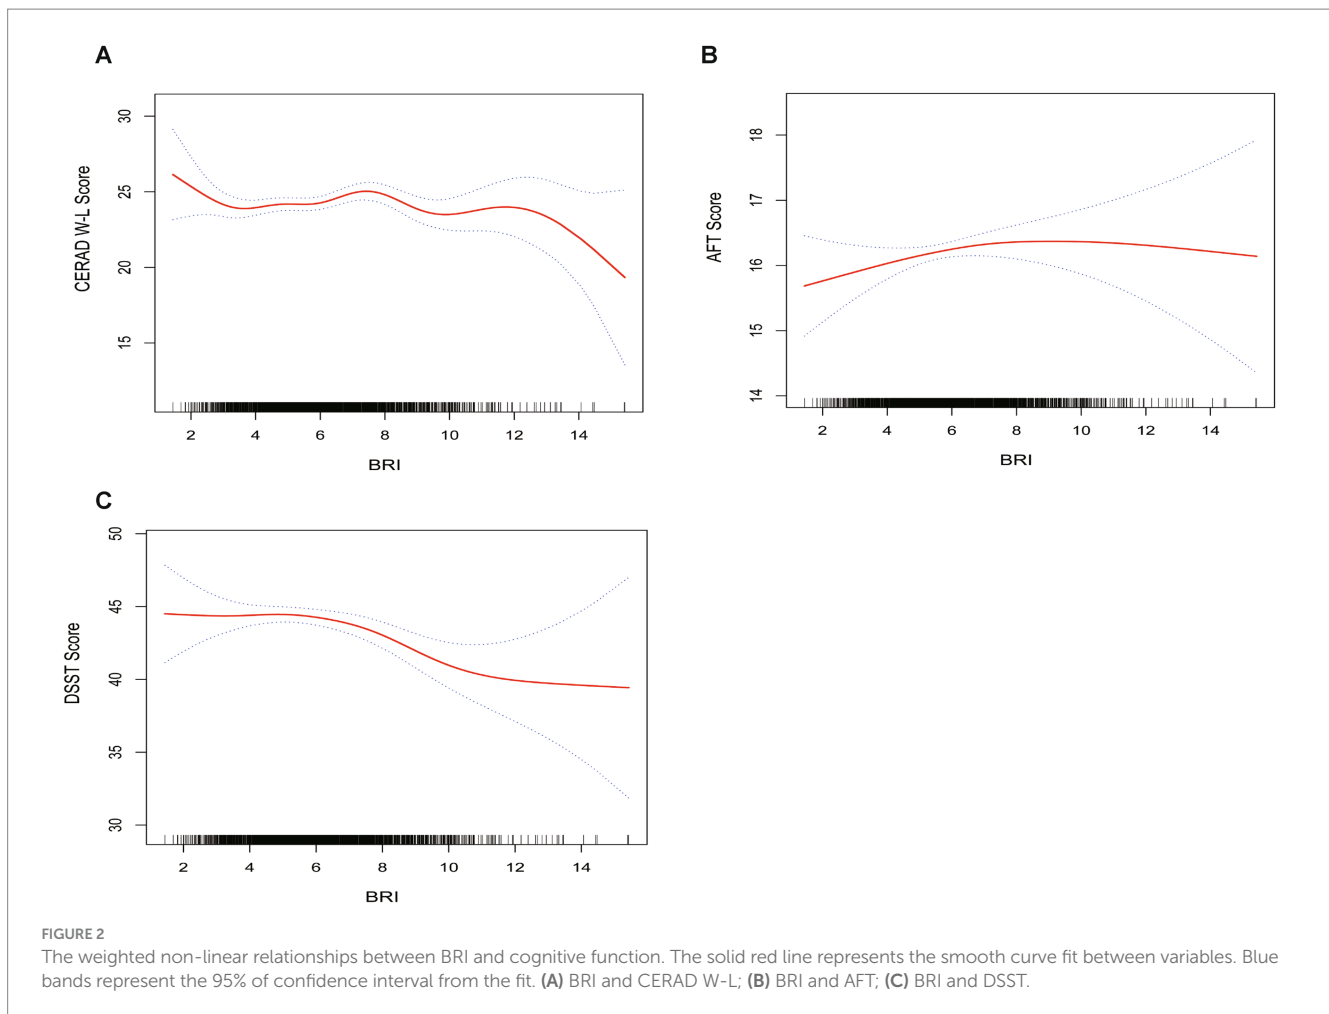 A
30
25
20
15
CERAD W-L Score
2 4 6 8 10 12 14
BRI
B
18
17
16
15
14
AFT Score
2 4 6 8 10 12 14
BRI
C
50
45
40
35
30
DSST Score
2 4 6 8 10 12 14
BRI
FIGURE 2
The weighted non-linear relationships between BRI and cognitive function. The solid red line represents the smooth curve fit between variables. Blue
bands represent the 95% of confidence interval from the fit. (A) BRI and CERAD W-L; (B) BRI and AFT; (C) BRI and DSST.